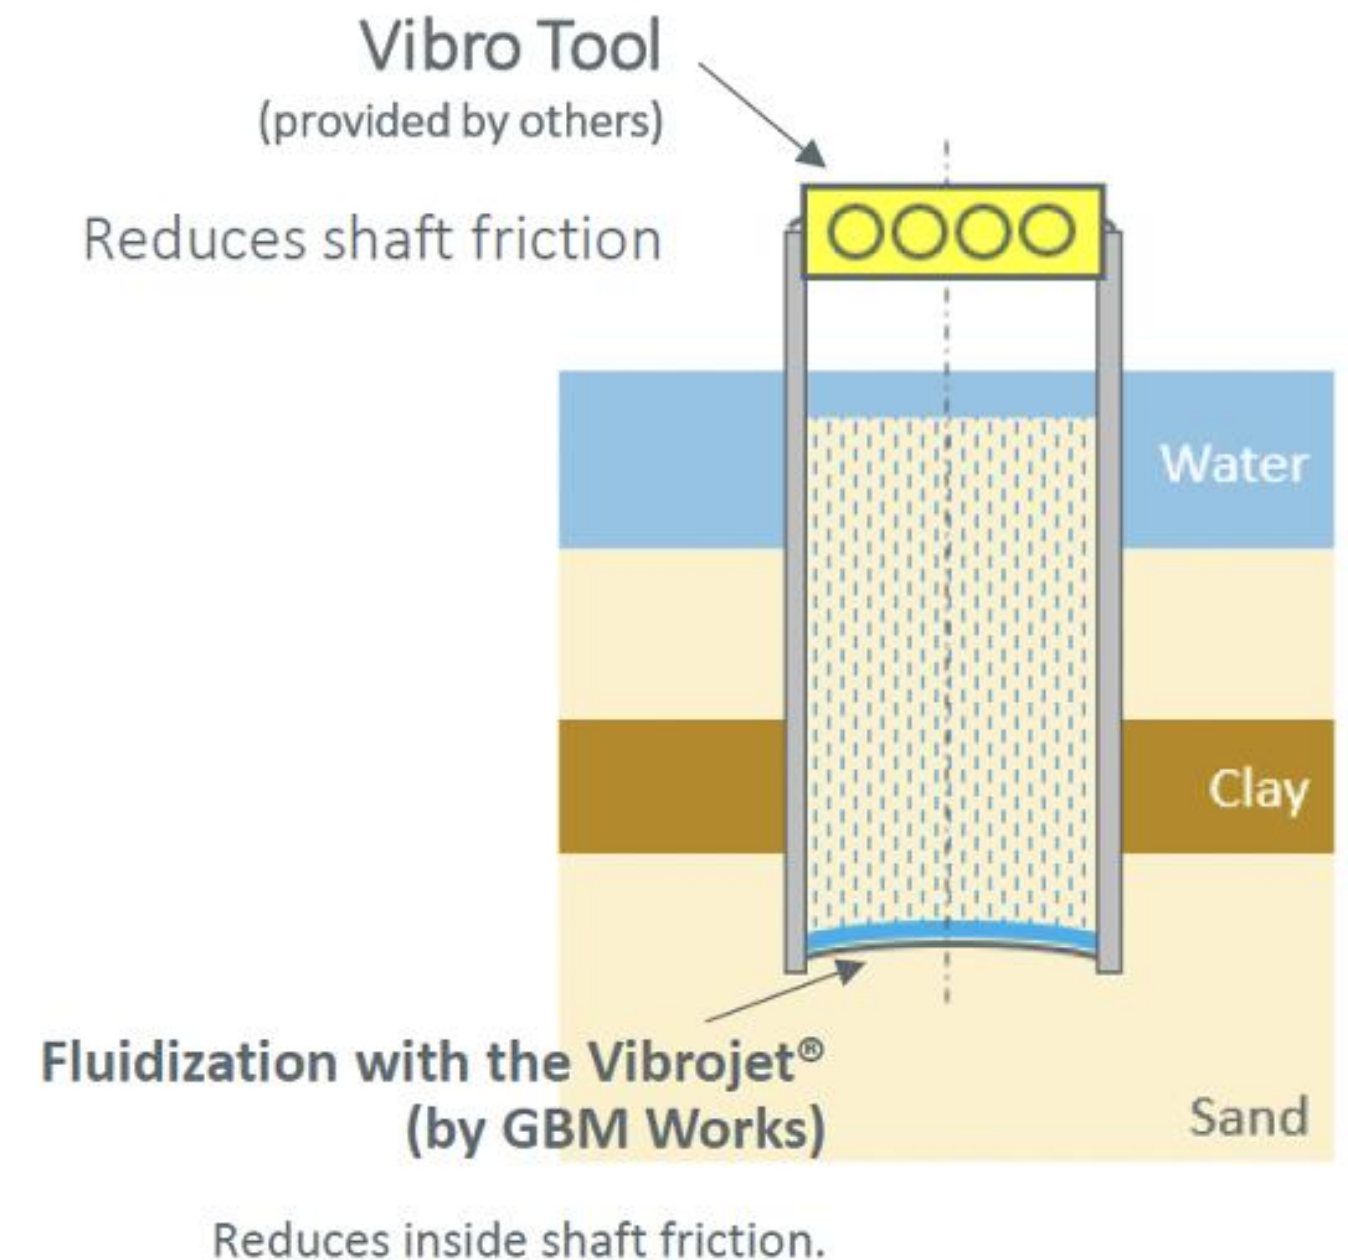 Vibro Tool
(provided by others)
Reduces shaft friction
Water
Clay
Fluidization with the Vibrojet®
(by GBM Works)
Sand
Reduces inside shaft friction.